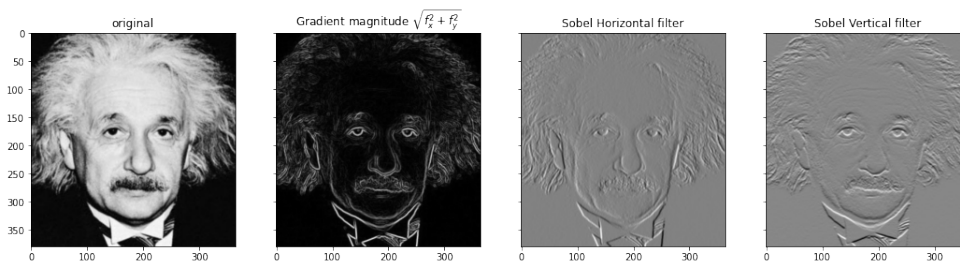 original
Gradient magnitude √f_x^2 + f_y^2
Sobel Horizontal filter
Sobel Vertical filter
0
50
100
150
200
250
300
350
0 100 200 300
0 100 200 300
0 100 200 300
0 100 200 300